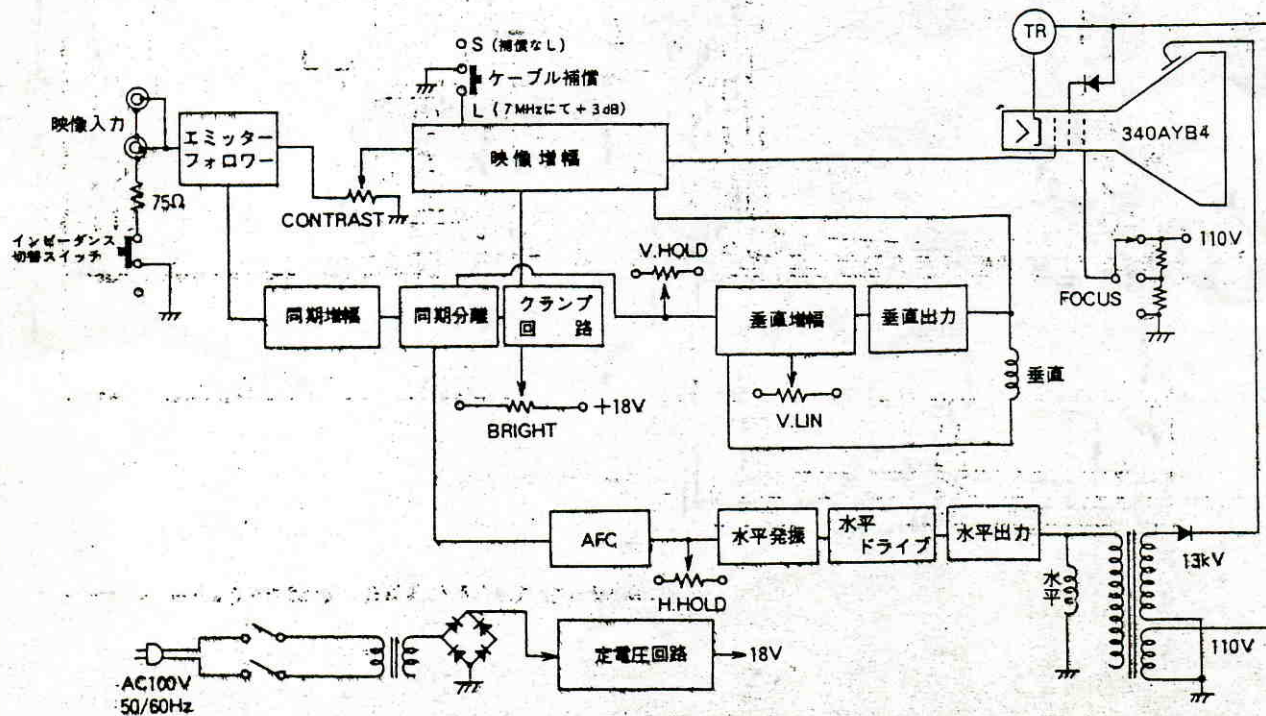 S (補償なし)
ケーブル補償
L (7MHzにて+3dB)
TR
映像入力
エミッター
フォロワー
映像増幅
340AYB4
75Ω
CONTRAST
インピーダンス
切替スイッチ
V.HOLD
110V
FOCUS
同期増幅
同期分離
クランプ
回路
垂直増幅
垂直出力
垂直
+18V
BRIGHT
V.LIN
AFC
水平発振
水平
ドライブ
水平出力
水平
13kV
H.HOLD
定電圧回路
18V
110V
AC100V
50/60Hz